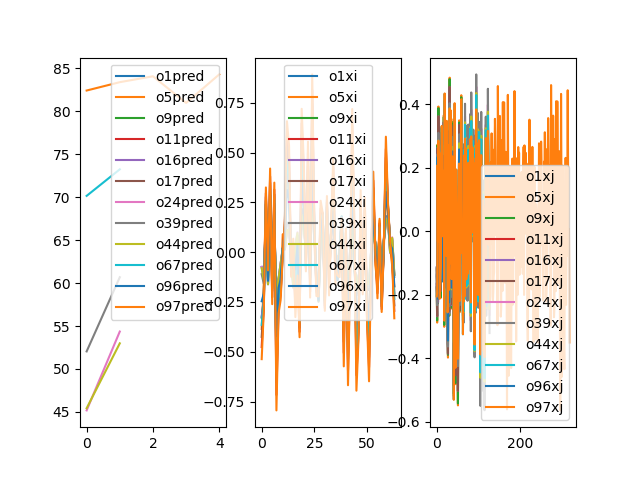 85
80
75
70
65
60
55
50
45
0
2
4
o1pred
o5pred
o9pred
o11pred
o16pred
o17pred
o24pred
o39pred
o44pred
o67pred
o96pred
o97pred
0.75
0.50
0.25
0.00
−0.25
−0.50
−0.75
0
25
50
o1xi
o5xi
o9xi
o11xi
o16xi
o17xi
o24xi
o39xi
o44xi
o67xi
o96xi
o97xi
0.4
0.2
0.0
−0.2
−0.4
−0.6
0
200
o1xj
o5xj
o9xj
o11xj
o16xj
o17xj
o24xj
o39xj
o44xj
o67xj
o96xj
o97xj